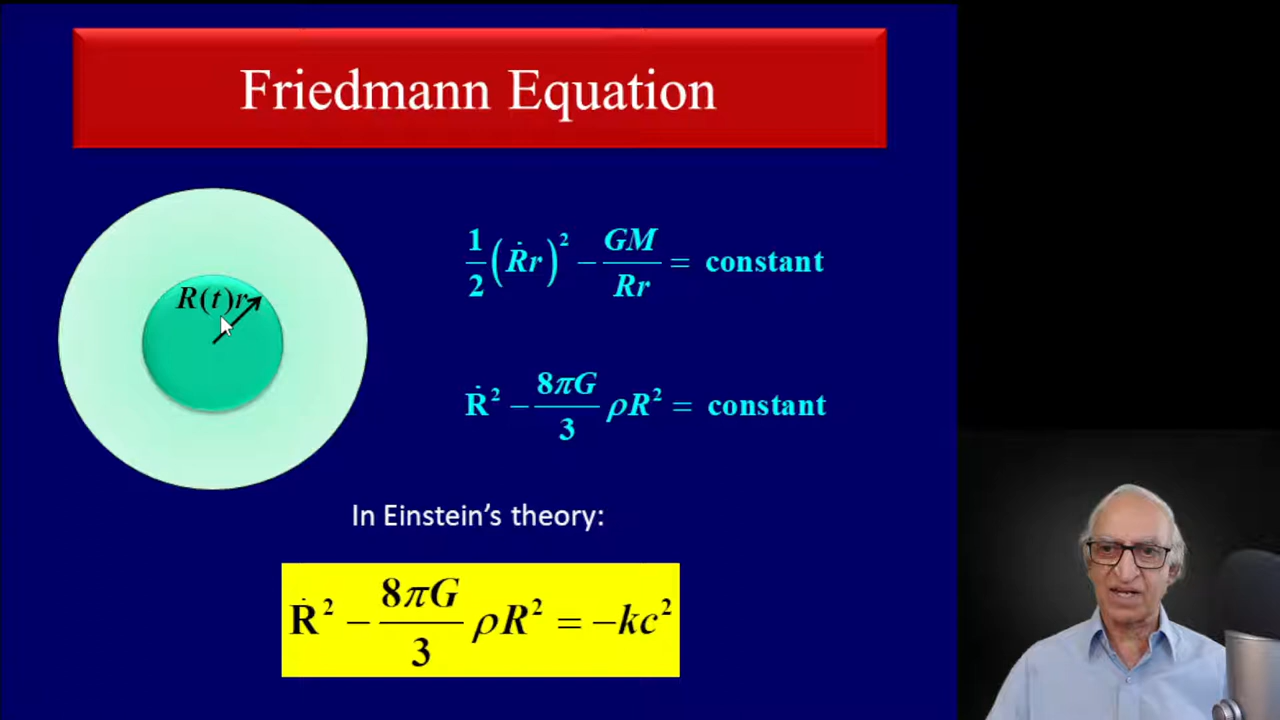 Friedmann Equation
R(t)r
1/2 (Ṙr)² − GM/Rr = constant
Ṙ² − 8πG/3 ρR² = constant
In Einstein's theory:
Ṙ² − 8πG/3 ρR² = −kc²